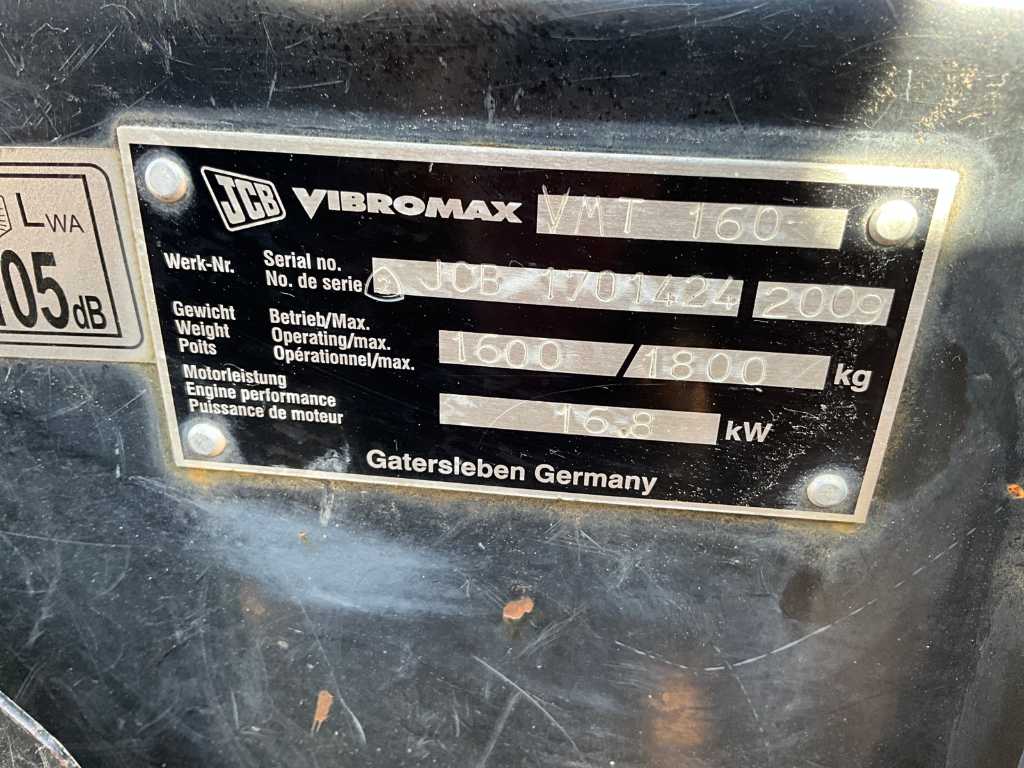 LWA
05 dB
JCB VIBROMAX VMT 160
Werk-Nr. Serial no.
No. de serie JCB 1701424 2009
Gewicht Betrieb/Max.
Weight Operating/max. 1600 / 1800 kg
Poits Opérationnel/max.
Motorleistung
Engine performance 16.8 kW
Puissance de moteur
Gatersleben Germany